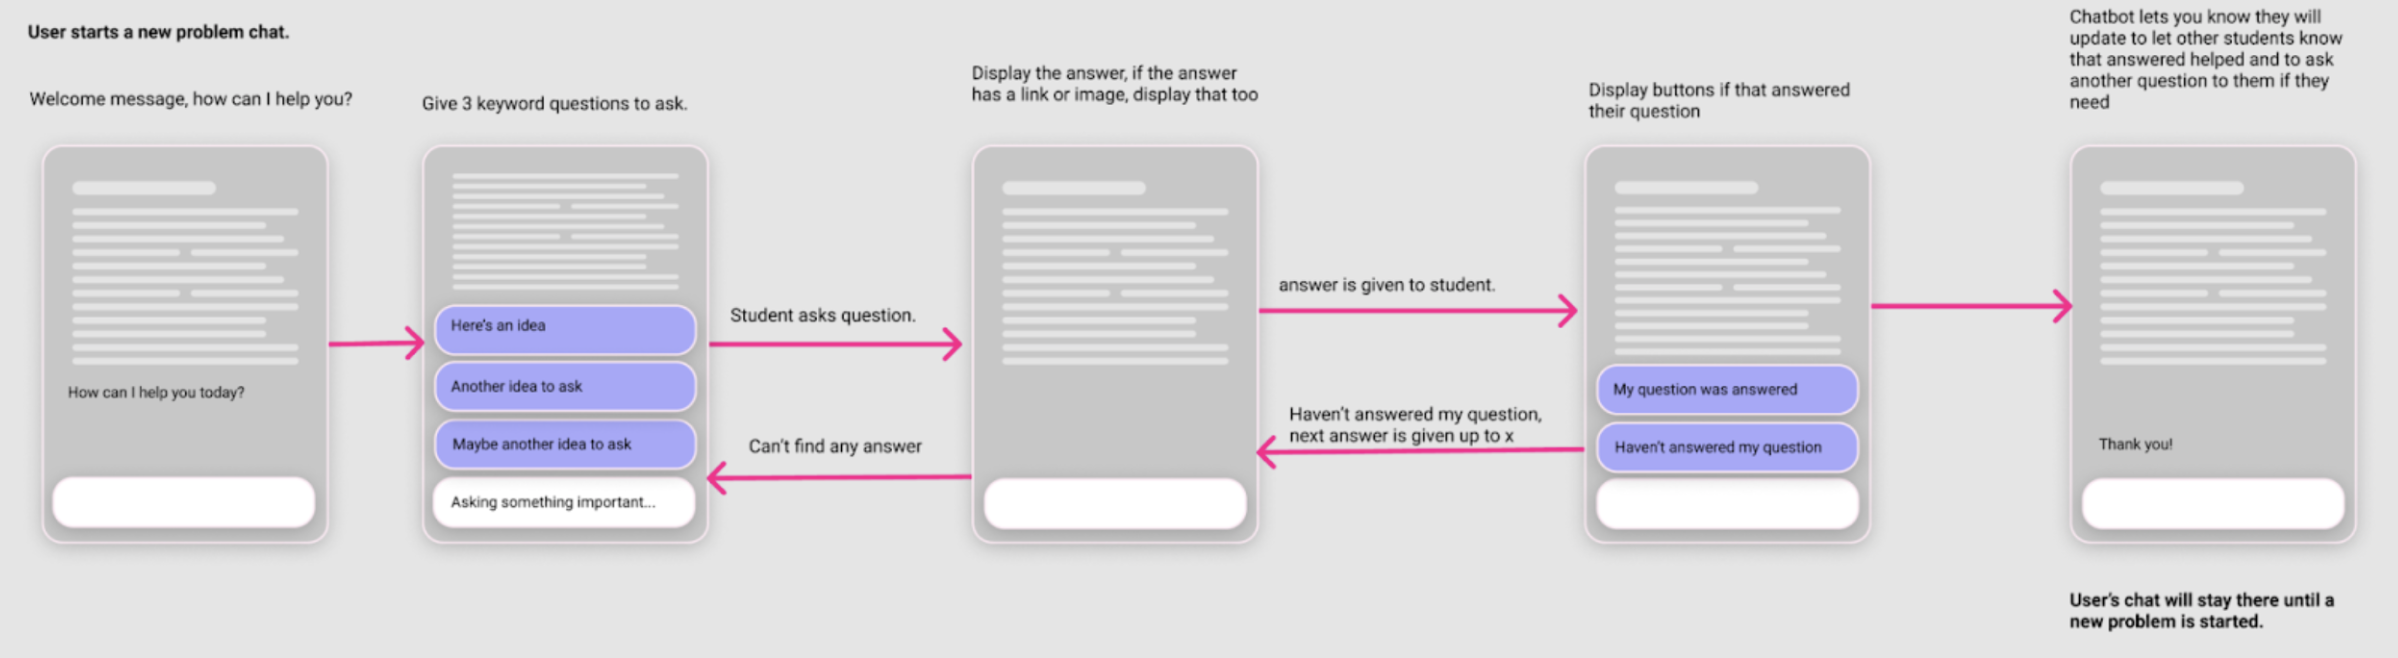 User starts a new problem chat.
Welcome message, how can I help you?
How can I help you today?
Give 3 keyword questions to ask.
Here's an idea
Another idea to ask
Maybe another idea to ask
Asking something important...
Student asks question.
Can't find any answer
Display the answer, if the answer
has a link or image, display that too
answer is given to student.
Haven't answered my question,
next answer is given up to x
Display buttons if that answered
their question
My question was answered
Haven't answered my question
Chatbot lets you know they will
update to let other students know
that answered helped and to ask
another question to them if they
need
Thank you!
User's chat will stay there until a
new problem is started.